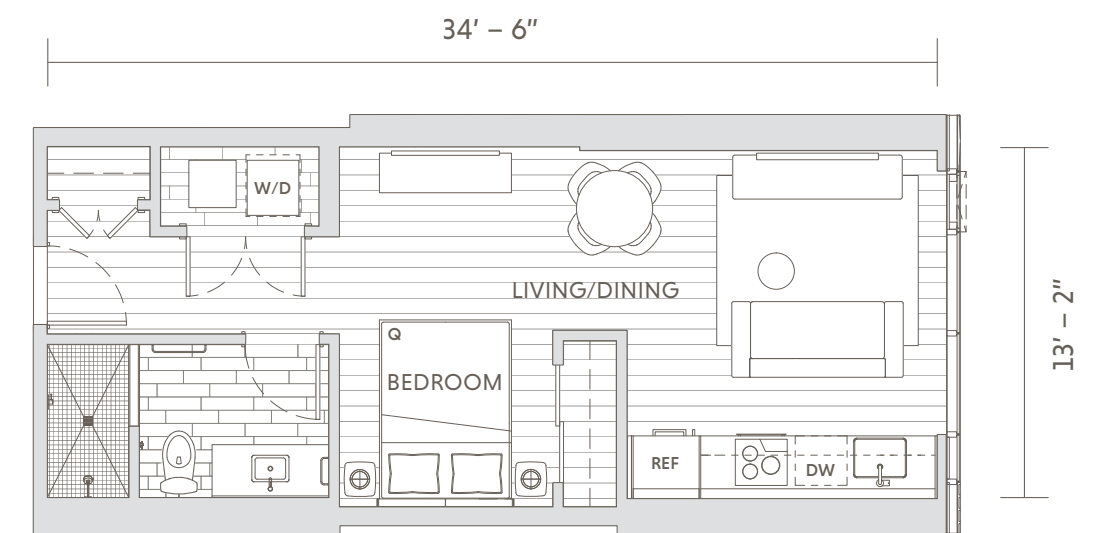 34’ – 6”
W/D
13’ – 2”
LIVING/DINING
Q
BEDROOM
REF
DW